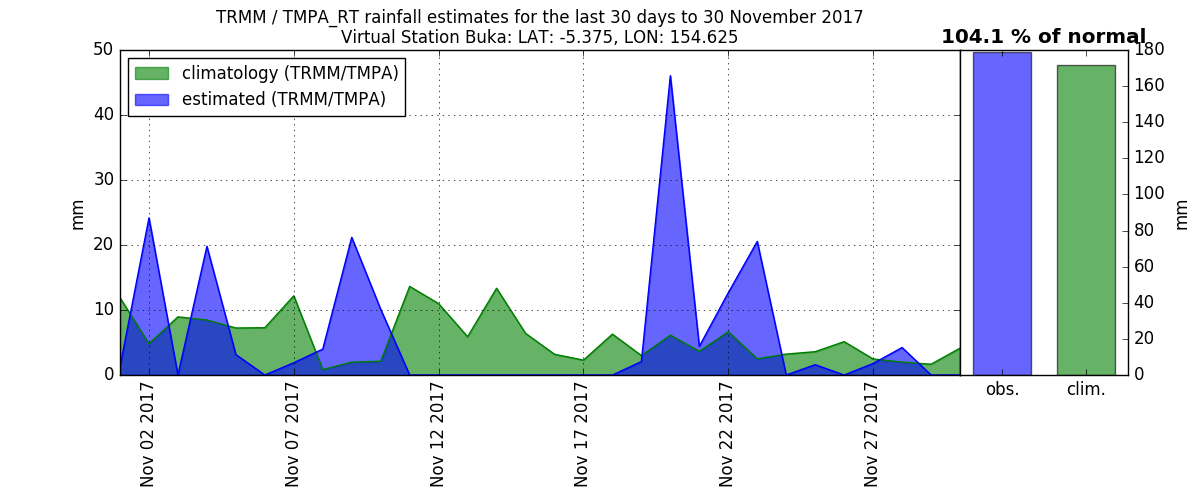 TRMM / TMPA_RT rainfall estimates for the last 30 days to 30 November 2017
Virtual Station Buka: LAT: -5.375, LON: 154.625
104.1 % of normal
climatology (TRMM/TMPA)
estimated (TRMM/TMPA)
50
40
30
20
10
0
mm
Nov 02 2017
Nov 07 2017
Nov 12 2017
Nov 17 2017
Nov 22 2017
Nov 27 2017
obs.
clim.
180
160
140
120
100
80
60
40
20
0
mm